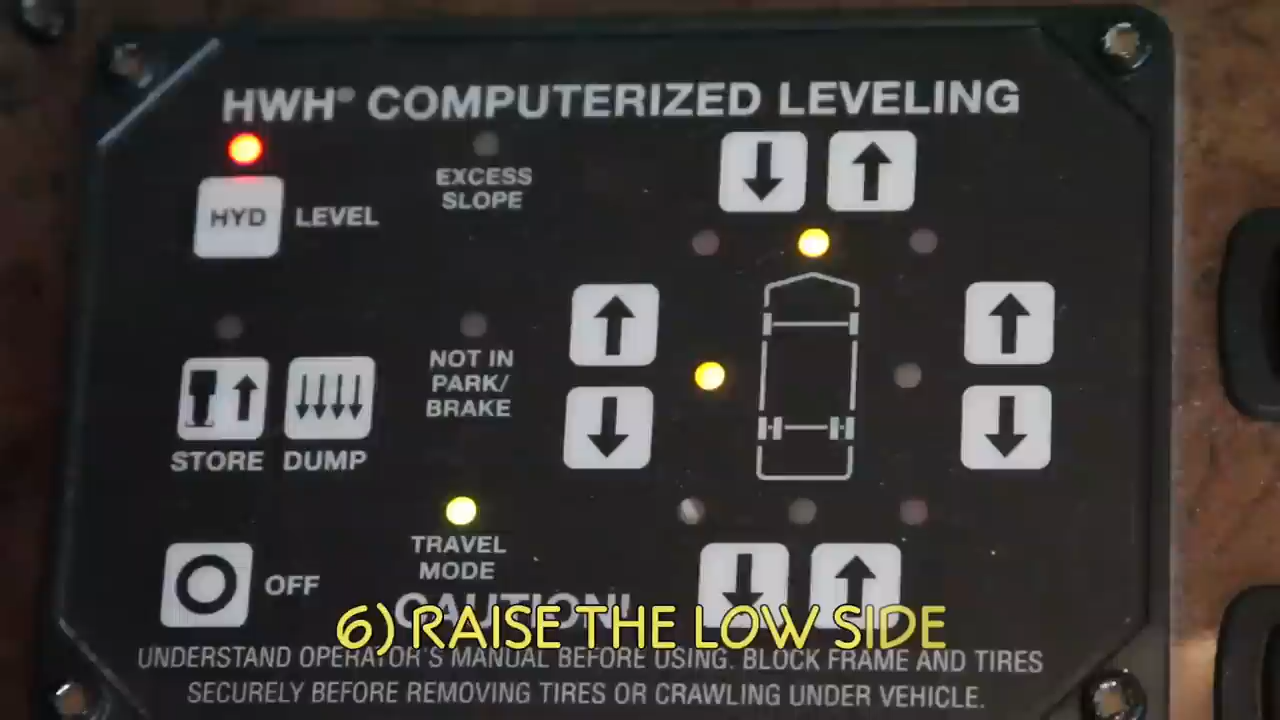 HWH® COMPUTERIZED LEVELING
EXCESS
SLOPE
HYD LEVEL
NOT IN
PARK/
BRAKE
STORE DUMP
TRAVEL
MODE
OFF
CAUTION!
6) RAISE THE LOW SIDE
UNDERSTAND OPERATOR'S MANUAL BEFORE USING. BLOCK FRAME AND TIRES
SECURELY BEFORE REMOVING TIRES OR CRAWLING UNDER VEHICLE.